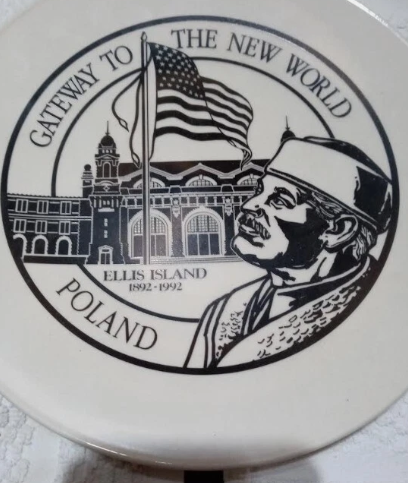 GATEWAY TO THE NEW WORLD
ELLIS ISLAND
1892-1992
POLAND